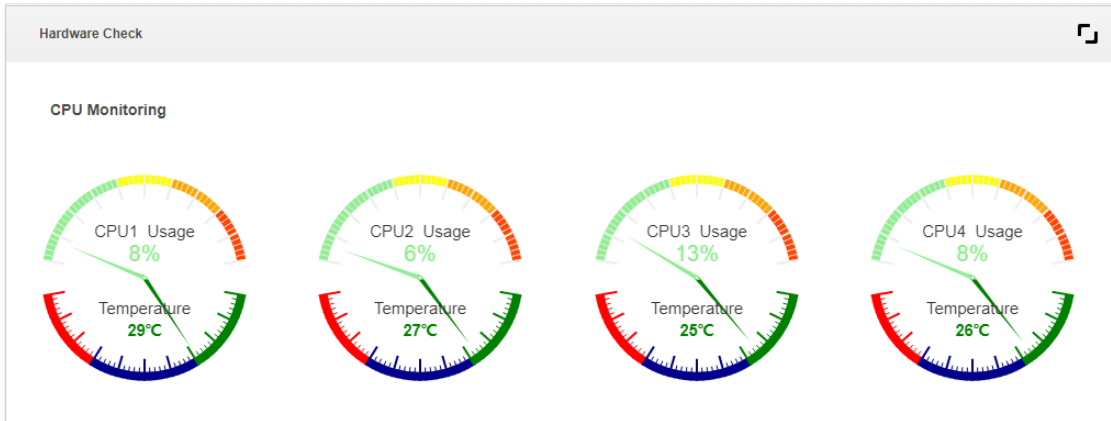 Hardware Check
CPU Monitoring
CPU1 Usage
8%
Temperature
29℃
CPU2 Usage
6%
Temperature
27℃
CPU3 Usage
13%
Temperature
25℃
CPU4 Usage
8%
Temperature
26℃